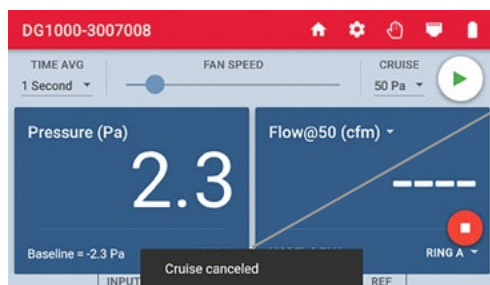 DG1000-3007008
TIME AVG
FAN SPEED
CRUISE
1 Second
50 Pa
Pressure (Pa)
Flow@50 (cfm)
2.3
----
Baseline = -2.3 Pa
RING A
Cruise canceled
INPUT
REF